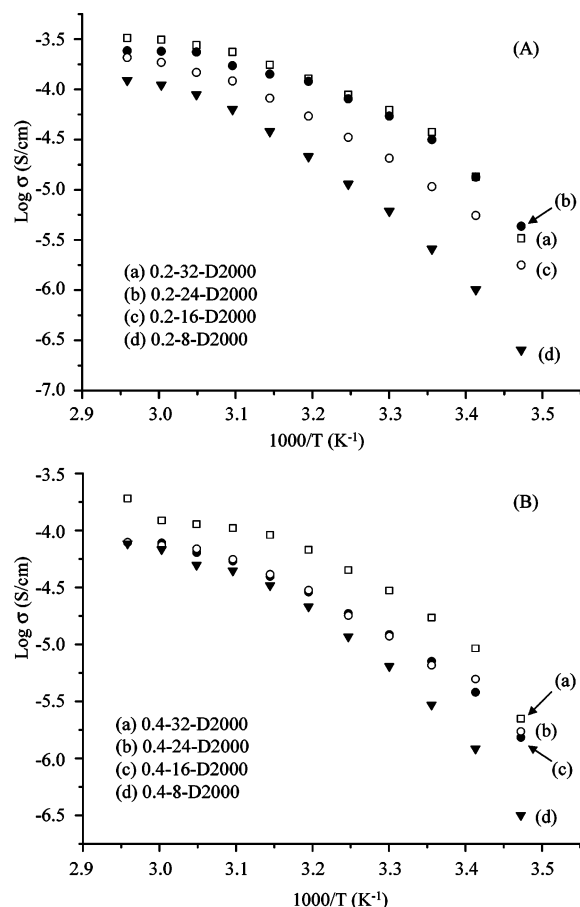 (A)
-3.5
-4.0
-4.5
-5.0
-5.5
-6.0
-6.5
-7.0
Log σ (S/cm)
(b)
(a)
(c)
(d)
(a) 0.2-32-D2000
(b) 0.2-24-D2000
(c) 0.2-16-D2000
(d) 0.2-8-D2000
2.9 3.0 3.1 3.2 3.3 3.4 3.5
1000/T (K⁻¹)
(B)
-3.5
-4.0
-4.5
-5.0
-5.5
-6.0
-6.5
Log σ (S/cm)
(a)
(b)
(c)
(d)
(a) 0.4-32-D2000
(b) 0.4-24-D2000
(c) 0.4-16-D2000
(d) 0.4-8-D2000
2.9 3.0 3.1 3.2 3.3 3.4 3.5
1000/T (K⁻¹)